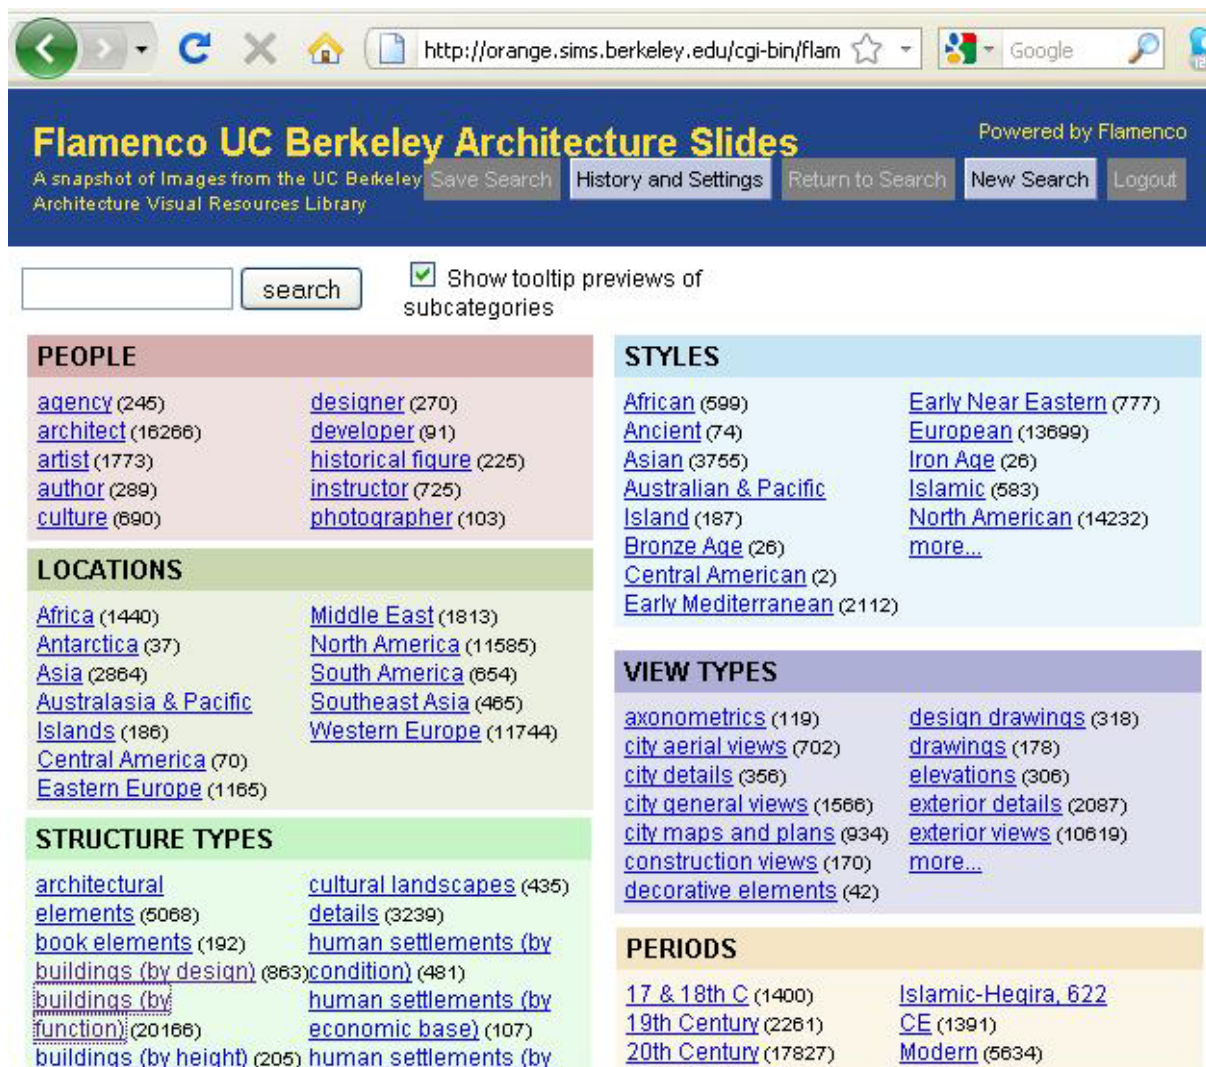 http://orange.sims.berkeley.edu/cgi-bin/flam
Google
Flamenco UC Berkeley Architecture Slides
Powered by Flamenco
A snapshot of Images from the UC Berkeley
Architecture Visual Resources Library
Save Search
History and Settings
Return to Search
New Search
Logout
search
Show tooltip previews of
subcategories
PEOPLE
agency (245)
architect (16266)
artist (1773)
author (289)
culture (690)
designer (270)
developer (91)
historical figure (225)
instructor (725)
photographer (103)
LOCATIONS
Africa (1440)
Antarctica (37)
Asia (2864)
Australasia & Pacific
Islands (186)
Central America (70)
Eastern Europe (1165)
Middle East (1813)
North America (11585)
South America (654)
Southeast Asia (465)
Western Europe (11744)
STRUCTURE TYPES
architectural
elements (5068)
book elements (192)
buildings (by design) (863)
buildings (by
function) (20166)
buildings (by height) (205)
cultural landscapes (435)
details (3239)
human settlements (by
condition) (481)
human settlements (by
economic base) (107)
human settlements (by
STYLES
African (599)
Ancient (74)
Asian (3755)
Australian & Pacific
Island (187)
Bronze Age (26)
Central American (2)
Early Mediterranean (2112)
Early Near Eastern (777)
European (13699)
Iron Age (26)
Islamic (583)
North American (14232)
more...
VIEW TYPES
axonometrics (119)
city aerial views (702)
city details (356)
city general views (1566)
city maps and plans (934)
construction views (170)
decorative elements (42)
design drawings (318)
drawings (178)
elevations (306)
exterior details (2087)
exterior views (10619)
more...
PERIODS
17 & 18th C (1400)
19th Century (2261)
20th Century (17827)
Islamic-Hegira, 622
CE (1391)
Modern (5634)